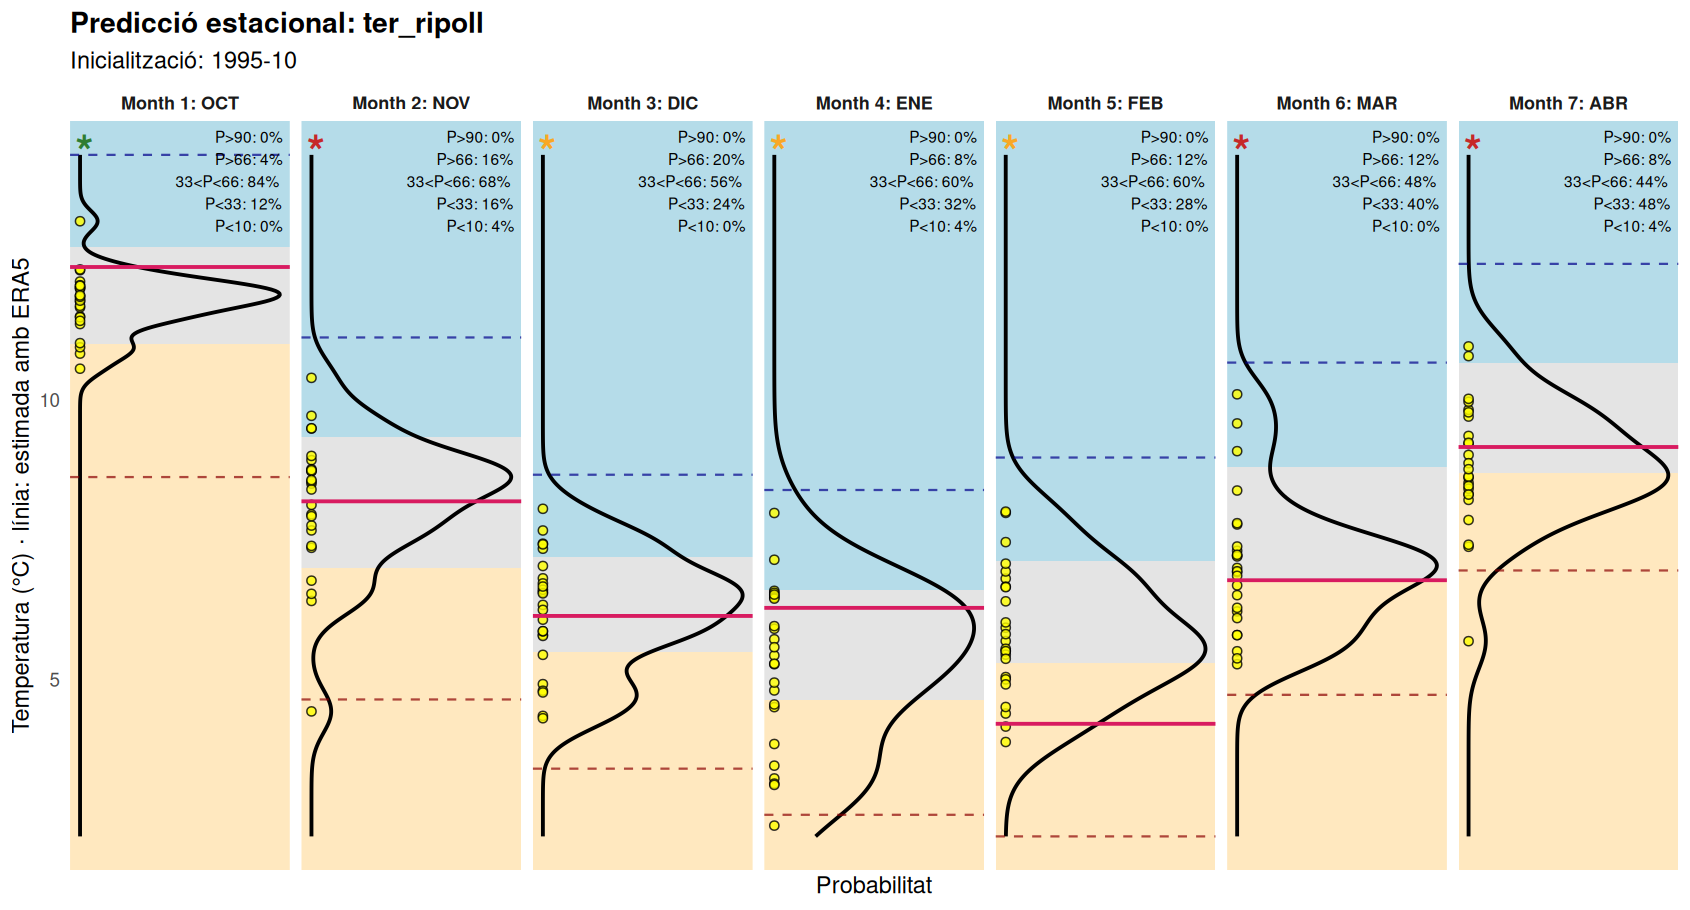 Predicció estacional: ter_ripoll
Inicialització: 1995-10
Month 1: OCT
P>90: 0%
P>66: 4%
33<P<66: 84%
P<33: 12%
P<10: 0%
Month 2: NOV
P>90: 0%
P>66: 16%
33<P<66: 68%
P<33: 16%
P<10: 4%
Month 3: DIC
P>90: 0%
P>66: 20%
33<P<66: 56%
P<33: 24%
P<10: 0%
Month 4: ENE
P>90: 0%
P>66: 8%
33<P<66: 60%
P<33: 32%
P<10: 4%
Month 5: FEB
P>90: 0%
P>66: 12%
33<P<66: 60%
P<33: 28%
P<10: 0%
Month 6: MAR
P>90: 0%
P>66: 12%
33<P<66: 48%
P<33: 40%
P<10: 0%
Month 7: ABR
P>90: 0%
P>66: 8%
33<P<66: 44%
P<33: 48%
P<10: 4%
Temperatura (°C) · línia: estimada amb ERA5
10
5
Probabilitat